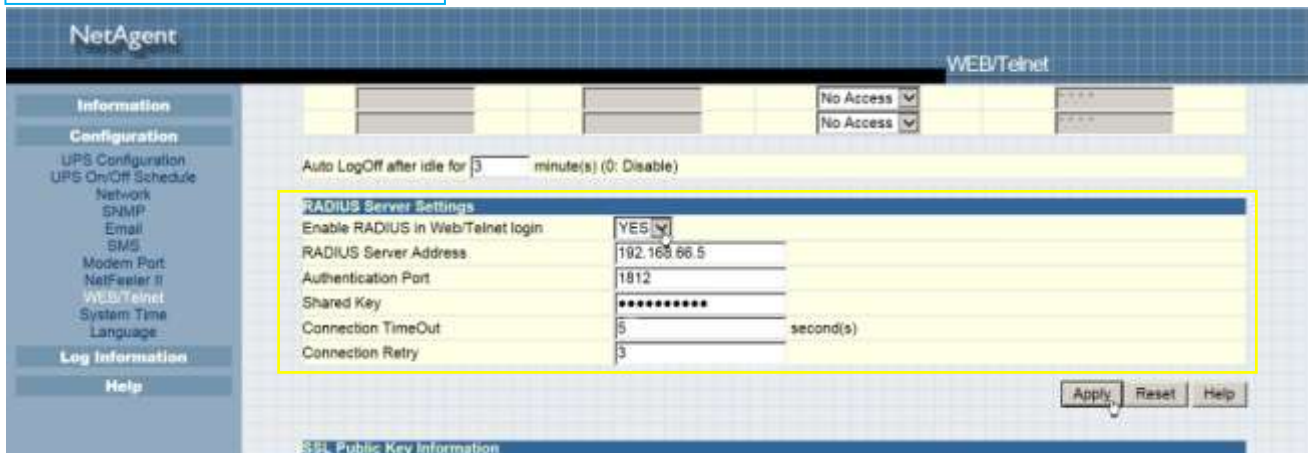 NetAgent
WEB/Telnet
Information
Configuration
UPS Configuration
UPS On/Off Schedule
Network
SNMP
Email
SMS
Modem Port
NetFeeler II
WEB/Telnet
System Time
Language
Log Information
Help
No Access ****
No Access ****
Auto LogOff after idle for 3 minute(s) (0: Disable)
RADIUS Server Settings
Enable RADIUS in Web/Telnet login YES
RADIUS Server Address 192.168.66.5
Authentication Port 1812
Shared Key ●●●●●●●●●●
Connection TimeOut 5 second(s)
Connection Retry 3
Apply Reset Help
SSL Public Key Information